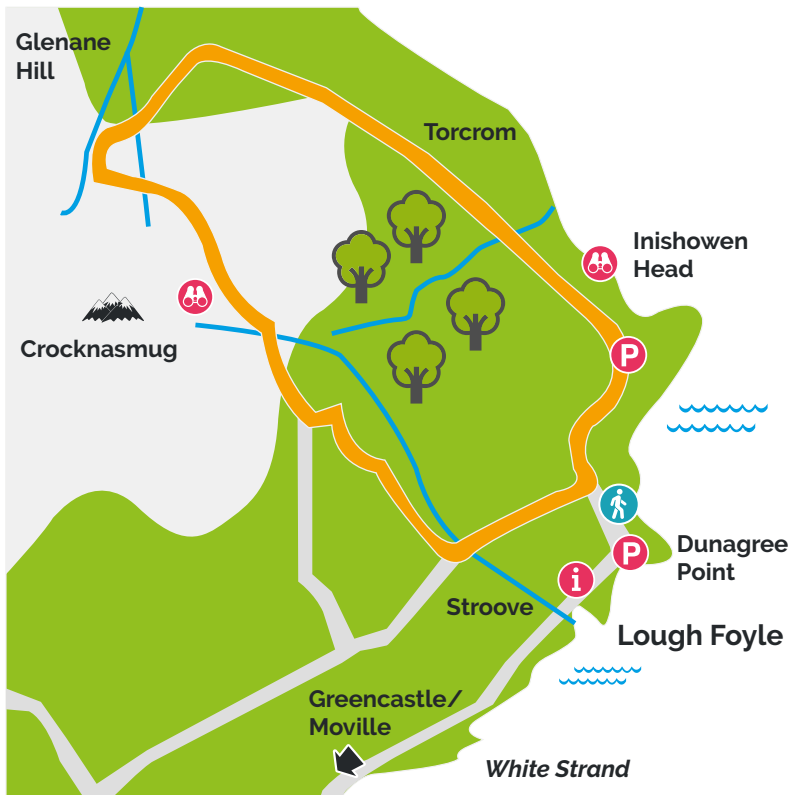 Glenane
Hill
Torcrom
Inishowen
Head
Crocknasmug
P
P
i
Dunagree
Point
Stroove
Lough Foyle
Greencastle/
Moville
White Strand